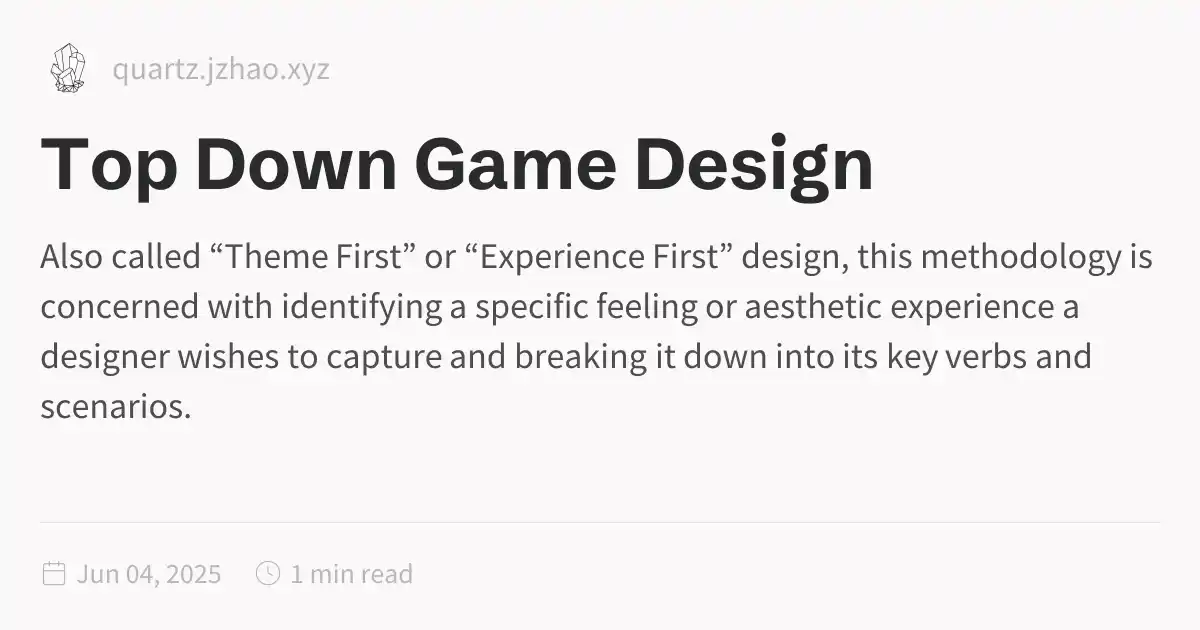 quartz.jzhao.xyz
Top Down Game Design
Also called “Theme First” or “Experience First” design, this methodology is
concerned with identifying a specific feeling or aesthetic experience a
designer wishes to capture and breaking it down into its key verbs and
scenarios.
Jun 04, 2025 1 min read